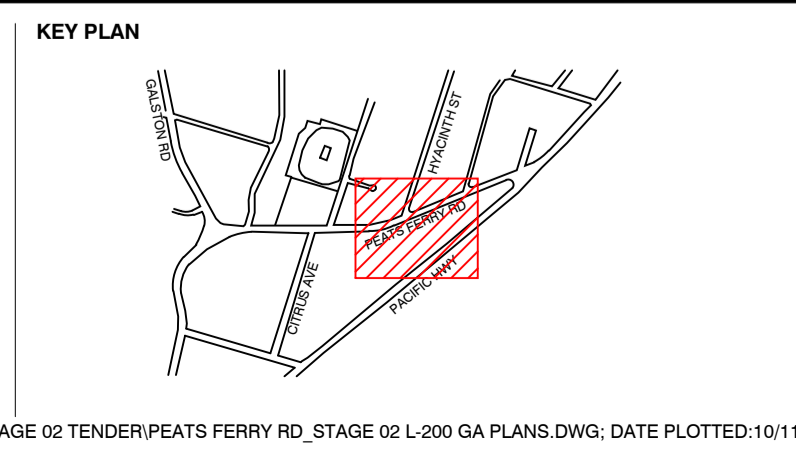 KEY PLAN
GALSTON RD
HYACINTH ST
PEATS FERRY RD
CITRUS AVE
PACIFIC HWY
AGE 02 TENDER\PEATS FERRY RD_STAGE 02 L-200 GA PLANS.DWG; DATE PLOTTED:10/11